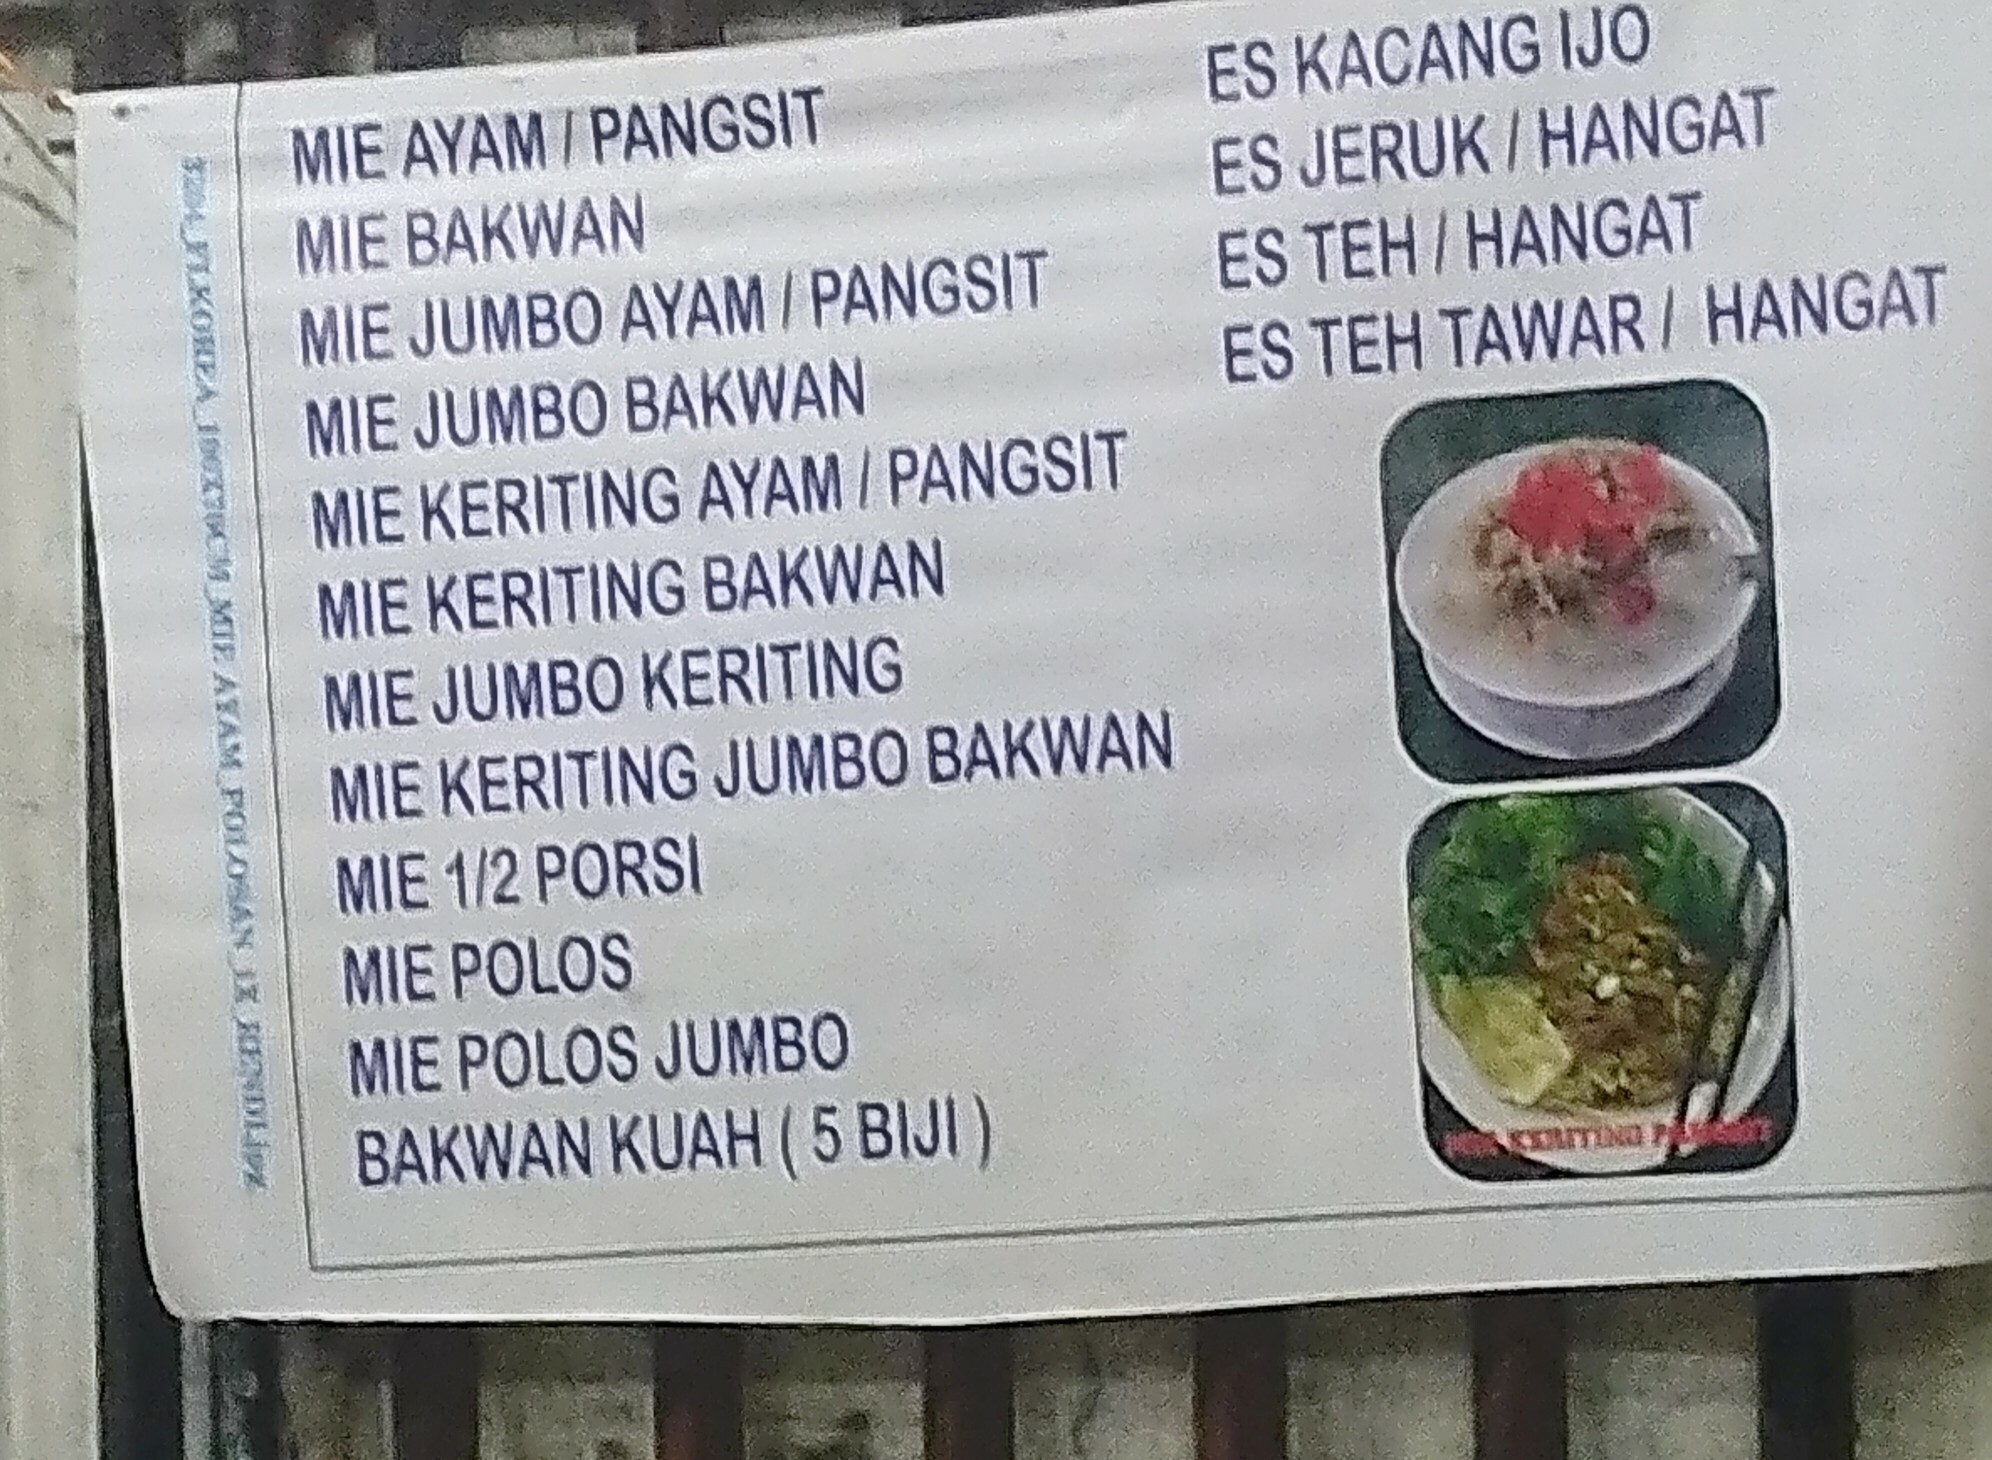 MIE AYAM / PANGSIT
MIE BAKWAN
MIE JUMBO AYAM / PANGSIT
MIE JUMBO BAKWAN
MIE KERITING AYAM / PANGSIT
MIE KERITING BAKWAN
MIE JUMBO KERITING
MIE KERITING JUMBO BAKWAN
MIE 1/2 PORSI
MIE POLOS
MIE POLOS JUMBO
BAKWAN KUAH ( 5 BIJI )
ES KACANG IJO
ES JERUK / HANGAT
ES TEH / HANGAT
ES TEH TAWAR / HANGAT
KERITING